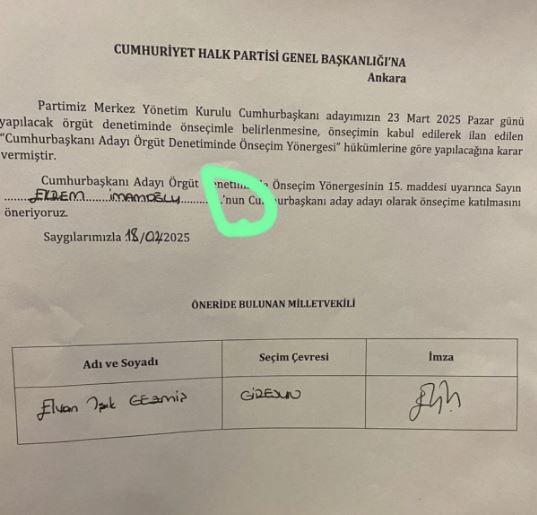 CUMHURİYET HALK PARTİSİ GENEL BAŞKANLIĞI'NA
Ankara
Partimiz Merkez Yönetim Kurulu Cumhurbaşkanı adayımızın 23 Mart 2025 Pazar günü
yapılacak örgüt denetiminde önseçimle belirlenmesine, önseçimin kabul edilerek ilan edilen
"Cumhurbaşkanı Adayı Örgüt Denetiminde Önseçim Yönergesi" hükümlerine göre yapılacağına karar
vermiştir.
Cumhurbaşkanı Adayı Örgüt Önseçim Yönergesinin 15. maddesi uyarınca Sayın
........EKREM......İMAMOĞLU............'nun Cumhurbaşkanı aday adayı olarak önseçime katılmasını
öneriyoruz.
Saygılarımızla 18/02/2025
ÖNERİDE BULUNAN MİLLETVEKİLİ
Adı ve Soyadı Seçim Çevresi İmza
Elvan Işık GEZMİŞ GİRESUN